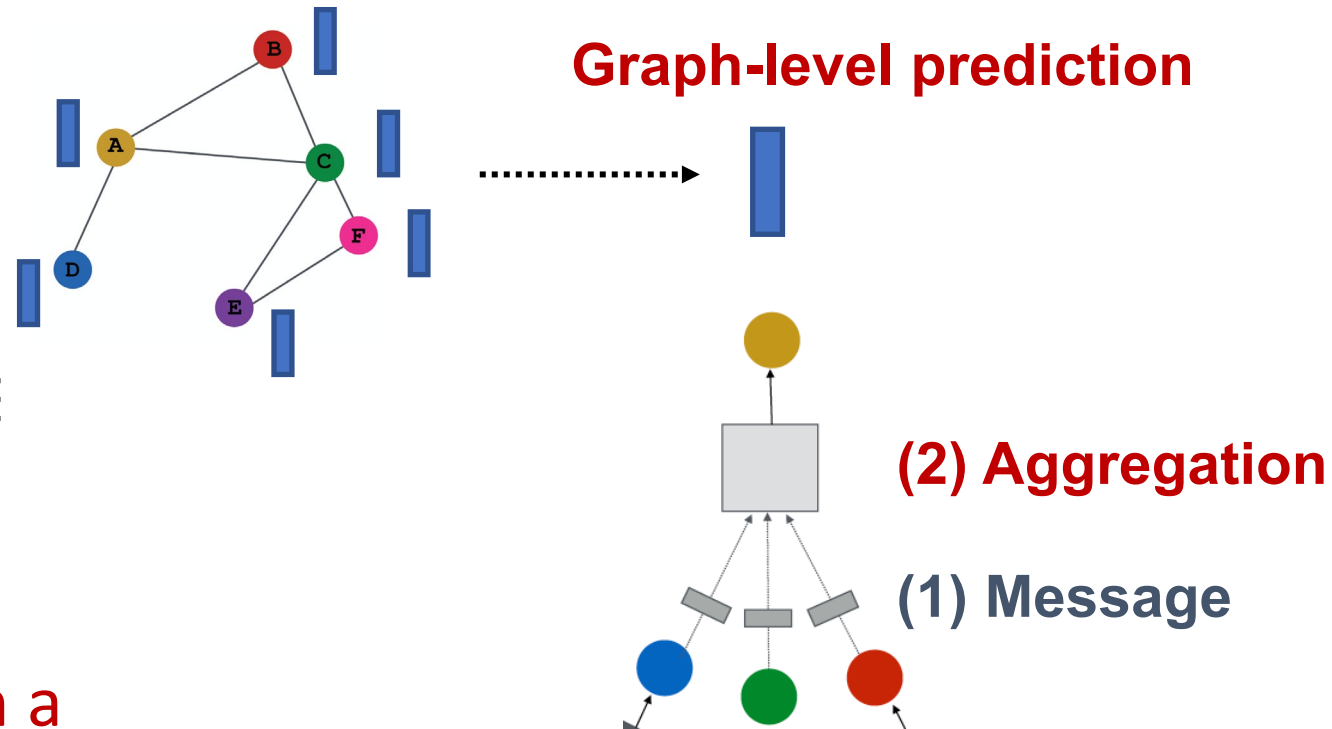 B
Graph-level prediction
A
C
F
D
E
(2) Aggregation
(1) Message
a